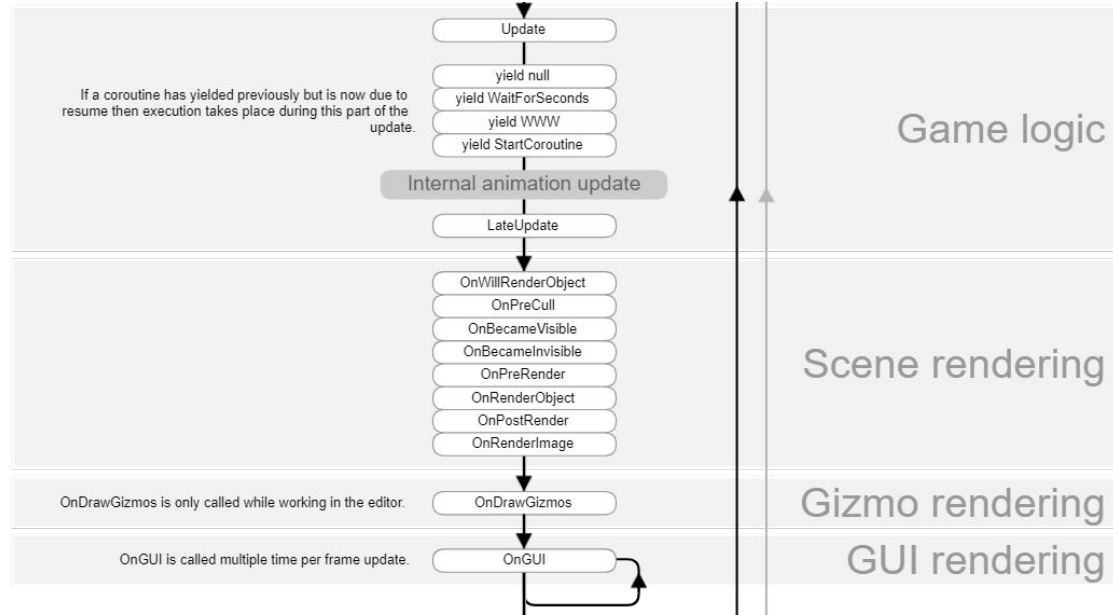 Update
yield null
If a coroutine has yielded previously but is now due to
resume then execution takes place during this part of the
update.
yield WaitForSeconds
yield WWW
yield StartCoroutine
Game logic
Internal animation update
LateUpdate
OnWillRenderObject
OnPreCull
OnBecameVisible
OnBecameInvisible
OnPreRender
OnRenderObject
OnPostRender
OnRenderImage
Scene rendering
OnDrawGizmos is only called while working in the editor.
OnDrawGizmos
Gizmo rendering
OnGUI is called multiple time per frame update.
OnGUI
GUI rendering